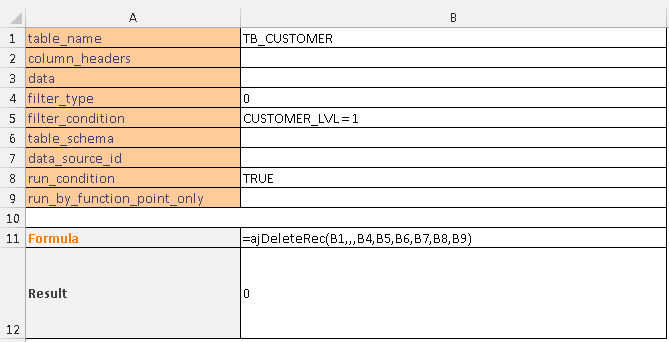 A B
1 table_name TB_CUSTOMER
2 column_headers
3 data
4 filter_type 0
5 filter_condition CUSTOMER_LVL=1
6 table_schema
7 data_source_id
8 run_condition TRUE
9 run_by_function_point_only
10
11 Formula =ajDeleteRec(B1,,,B4,B5,B6,B7,B8,B9)
12 Result 0